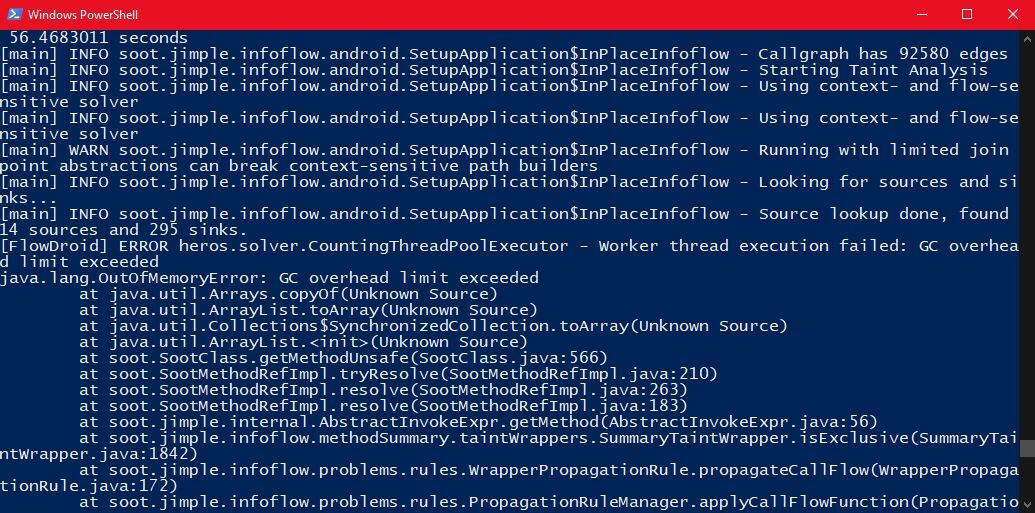 Windows PowerShell
56.4683011 seconds
[main] INFO soot.jimple.infoflow.android.SetupApplication$InPlaceInfoflow - Callgraph has 92580 edges
[main] INFO soot.jimple.infoflow.android.SetupApplication$InPlaceInfoflow - Starting Taint Analysis
[main] INFO soot.jimple.infoflow.android.SetupApplication$InPlaceInfoflow - Using context- and flow-se
nsitive solver
[main] INFO soot.jimple.infoflow.android.SetupApplication$InPlaceInfoflow - Using context- and flow-se
nsitive solver
[main] WARN soot.jimple.infoflow.android.SetupApplication$InPlaceInfoflow - Running with limited join
point abstractions can break context-sensitive path builders
[main] INFO soot.jimple.infoflow.android.SetupApplication$InPlaceInfoflow - Looking for sources and si
nks...
[main] INFO soot.jimple.infoflow.android.SetupApplication$InPlaceInfoflow - Source lookup done, found
14 sources and 295 sinks.
[FlowDroid] ERROR heros.solver.CountingThreadPoolExecutor - Worker thread execution failed: GC overhea
d limit exceeded
java.lang.OutOfMemoryError: GC overhead limit exceeded
at java.util.Arrays.copyOf(Unknown Source)
at java.util.ArrayList.toArray(Unknown Source)
at java.util.Collections$SynchronizedCollection.toArray(Unknown Source)
at java.util.ArrayList.<init>(Unknown Source)
at soot.SootClass.getMethodUnsafe(SootClass.java:566)
at soot.SootMethodRefImpl.tryResolve(SootMethodRefImpl.java:210)
at soot.SootMethodRefImpl.resolve(SootMethodRefImpl.java:263)
at soot.SootMethodRefImpl.resolve(SootMethodRefImpl.java:183)
at soot.jimple.internal.AbstractInvokeExpr.getMethod(AbstractInvokeExpr.java:56)
at soot.jimple.infoflow.methodSummary.taintWrappers.SummaryTaintWrapper.isExclusive(SummaryTai
ntWrapper.java:1842)
at soot.jimple.infoflow.problems.rules.WrapperPropagationRule.propagateCallFlow(WrapperPropaga
tionRule.java:172)
at soot.jimple.infoflow.problems.rules.PropagationRuleManager.applyCallFlowFunction(Propagatio